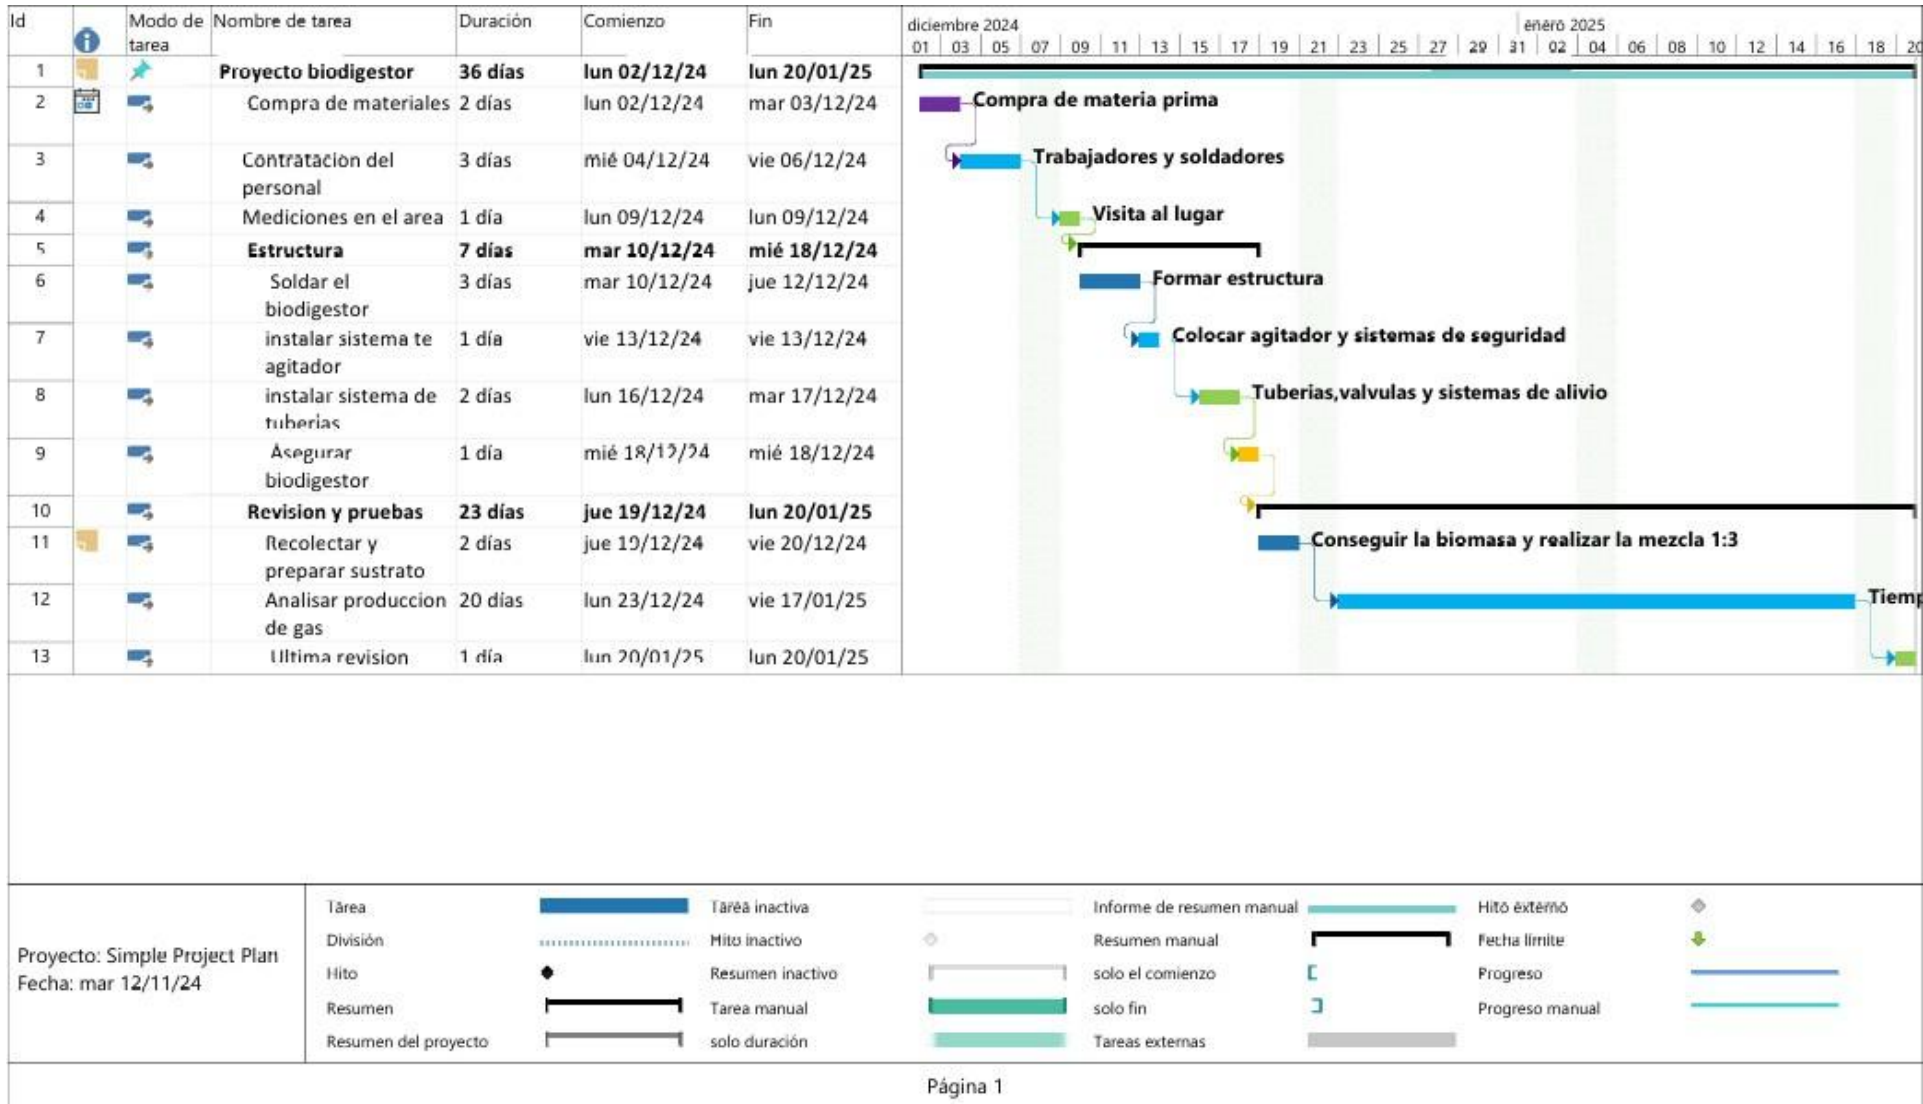 Id Modo de tarea Nombre de tarea Duración Comienzo Fin
diciembre 2024 enero 2025
01 03 05 07 09 11 13 15 17 19 21 23 25 27 29 31 02 04 06 08 10 12 14 16 18 20
1 Proyecto biodigestor 36 días lun 02/12/24 lun 20/01/25
2 Compra de materiales 2 días lun 02/12/24 mar 03/12/24 Compra de materia prima
3 Contratacion del personal 3 días mié 04/12/24 vie 06/12/24 Trabajadores y soldadores
4 Mediciones en el area 1 día lun 09/12/24 lun 09/12/24 Visita al lugar
5 Estructura 7 días mar 10/12/24 mié 18/12/24
6 Soldar el biodigestor 3 días mar 10/12/24 jue 12/12/24 Formar estructura
7 instalar sistema te agitador 1 día vie 13/12/24 vie 13/12/24 Colocar agitador y sistemas de seguridad
8 instalar sistema de tuberias 2 días lun 16/12/24 mar 17/12/24 Tuberias,valvulas y sistemas de alivio
9 Asegurar biodigestor 1 día mié 18/12/24 mié 18/12/24
10 Revision y pruebas 23 días jue 19/12/24 lun 20/01/25
11 Recolectar y preparar sustrato 2 días jue 19/12/24 vie 20/12/24 Conseguir la biomasa y realizar la mezcla 1:3
12 Analisar produccion de gas 20 días lun 23/12/24 vie 17/01/25 Tiemp
13 Ultima revision 1 día lun 20/01/25 lun 20/01/25
Proyecto: Simple Project Plan
Fecha: mar 12/11/24
Tarea Tarea inactiva Informe de resumen manual Hito externo
División Hito inactivo Resumen manual Fecha límite
Hito Resumen inactivo solo el comienzo Progreso
Resumen Tarea manual solo fin Progreso manual
Resumen del proyecto solo duración Tareas externas
Página 1